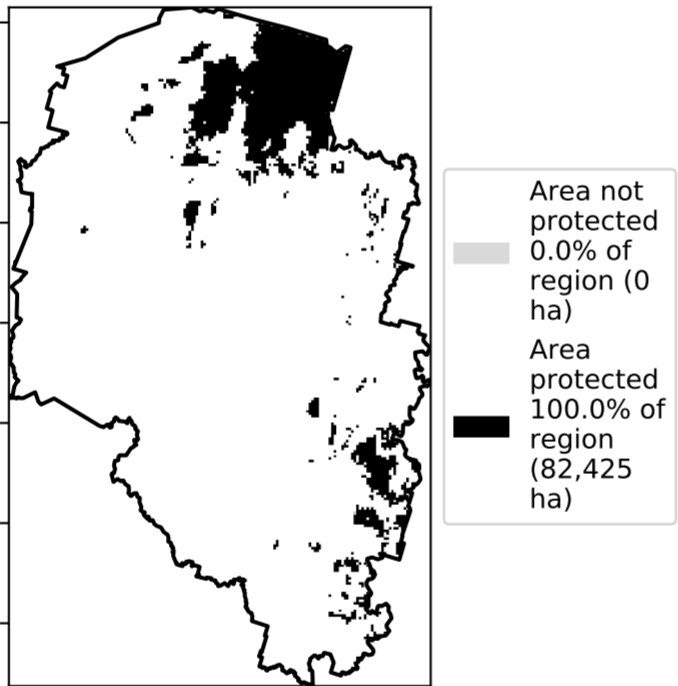 Area not
protected
0.0% of
region (0
ha)
Area
protected
100.0% of
region
(82,425
ha)